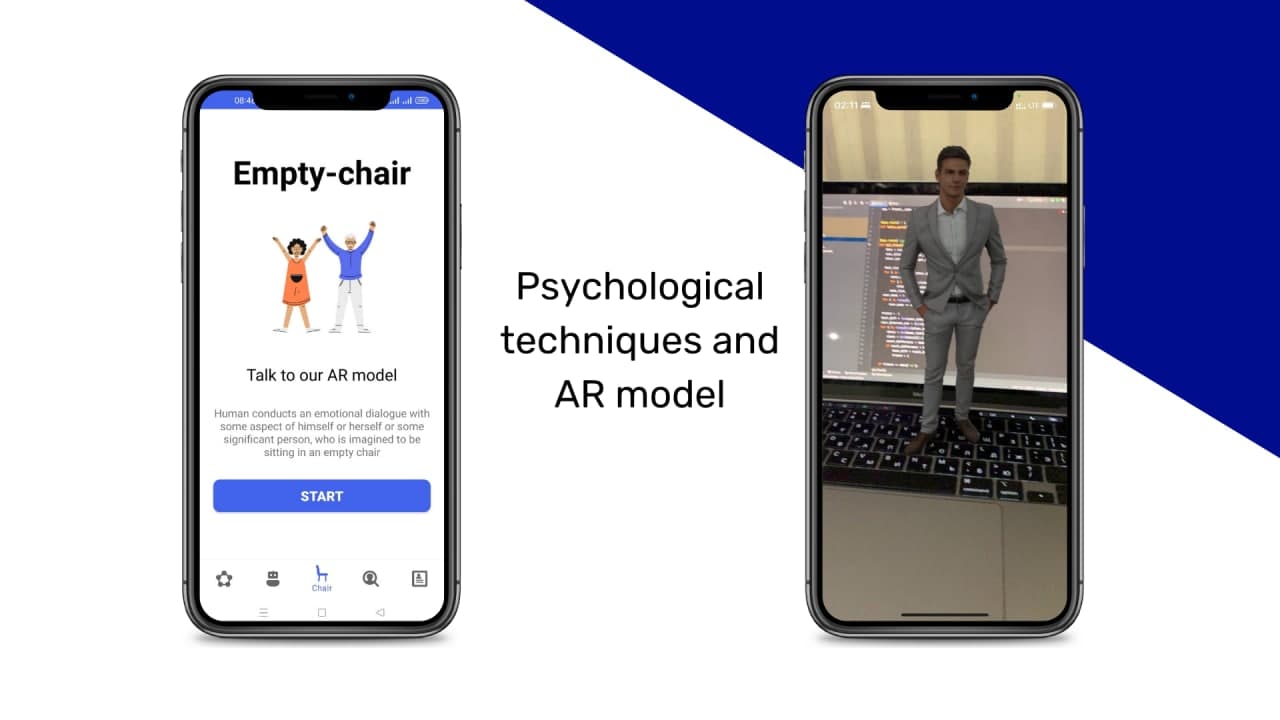 08:4
Empty-chair
Talk to our AR model
Human conducts an emotional dialogue with
some aspect of himself or herself or some
significant person, who is imagined to be
sitting in an empty chair
START
Chair
Psychological
techniques and
AR model
02:11
LTE
command
option